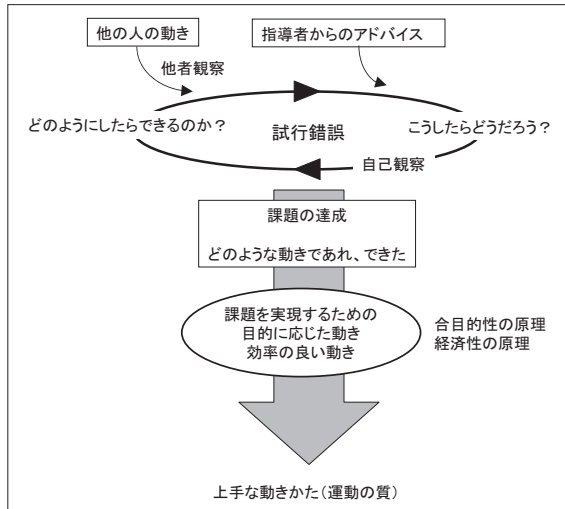 他の人の動き
指導者からのアドバイス
他者観察
どのようにしたらできるのか？
試行錯誤
こうしたらどうだろう？
自己観察
課題の達成
どのような動きであれ、できた
課題を実現するための
目的に応じた動き
効率の良い動き
合目的性の原理
経済性の原理
上手な動きかた（運動の質）